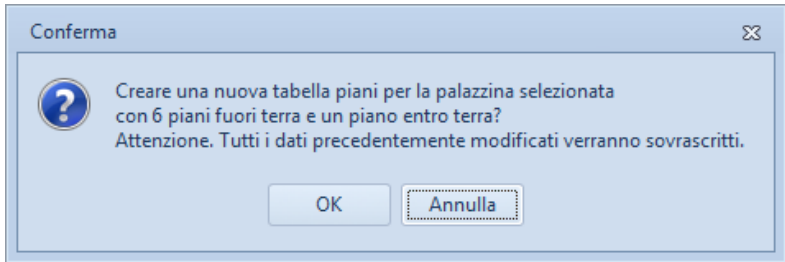 Conferma
Creare una nuova tabella piani per la palazzina selezionata
con 6 piani fuori terra e un piano entro terra?
Attenzione. Tutti i dati precedentemente modificati verranno sovrascritti.
OK
Annulla